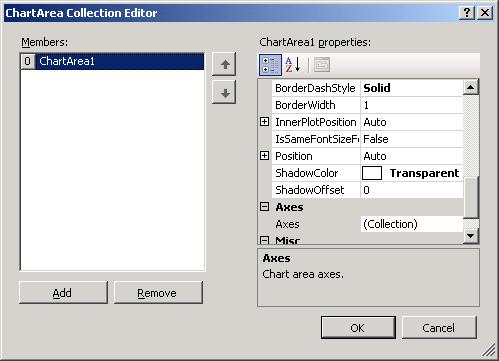 ChartArea Collection Editor
Members:
0 ChartArea1
Add
Remove
ChartArea1 properties:
BorderDashStyle Solid
BorderWidth 1
InnerPlotPosition Auto
IsSameFontSizeFo False
Position Auto
ShadowColor Transparent
ShadowOffset 0
Axes
Axes (Collection)
Misc
Axes
Chart area axes.
OK
Cancel